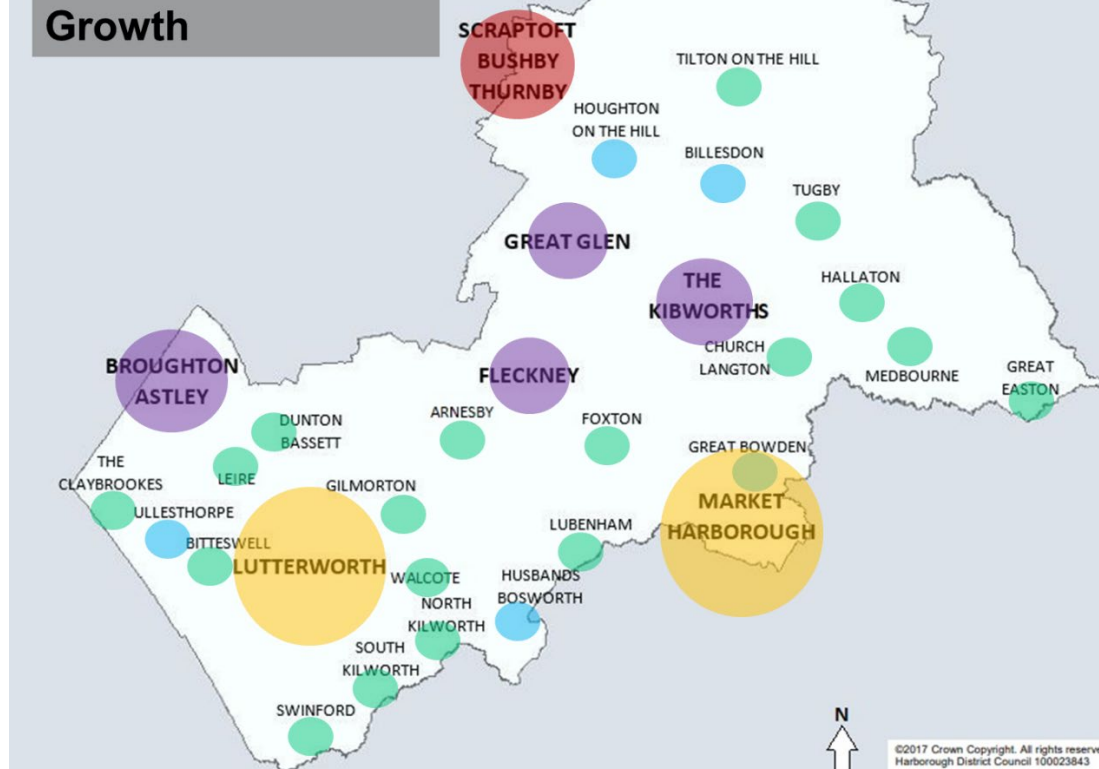 Growth
SCRAPTOFT
BUSHBY
THURNBY
TILTON ON THE HILL
HOUGHTON
ON THE HILL
BILLESDON
TUGBY
GREAT GLEN
THE
KIBWORTHS
HALLATON
CHURCH
LANGTON
MEDBOURNE
GREAT
EASTON
BROUGHTON
ASTLEY
FLECKNEY
DUNTON
BASSETT
ARNESBY
FOXTON
GREAT BOWDEN
THE
CLAYBROOKES
LEIRE
GILMORTON
MARKET
HARBOROUGH
ULLESTHORPE
BITTESWELL
LUTTERWORTH
LUBENHAM
WALCOTE
HUSBANDS
BOSWORTH
NORTH
KILWORTH
SOUTH
KILWORTH
SWINFORD
N
©2017 Crown Copyright. All rights reserve
Harborough District Council 100023843